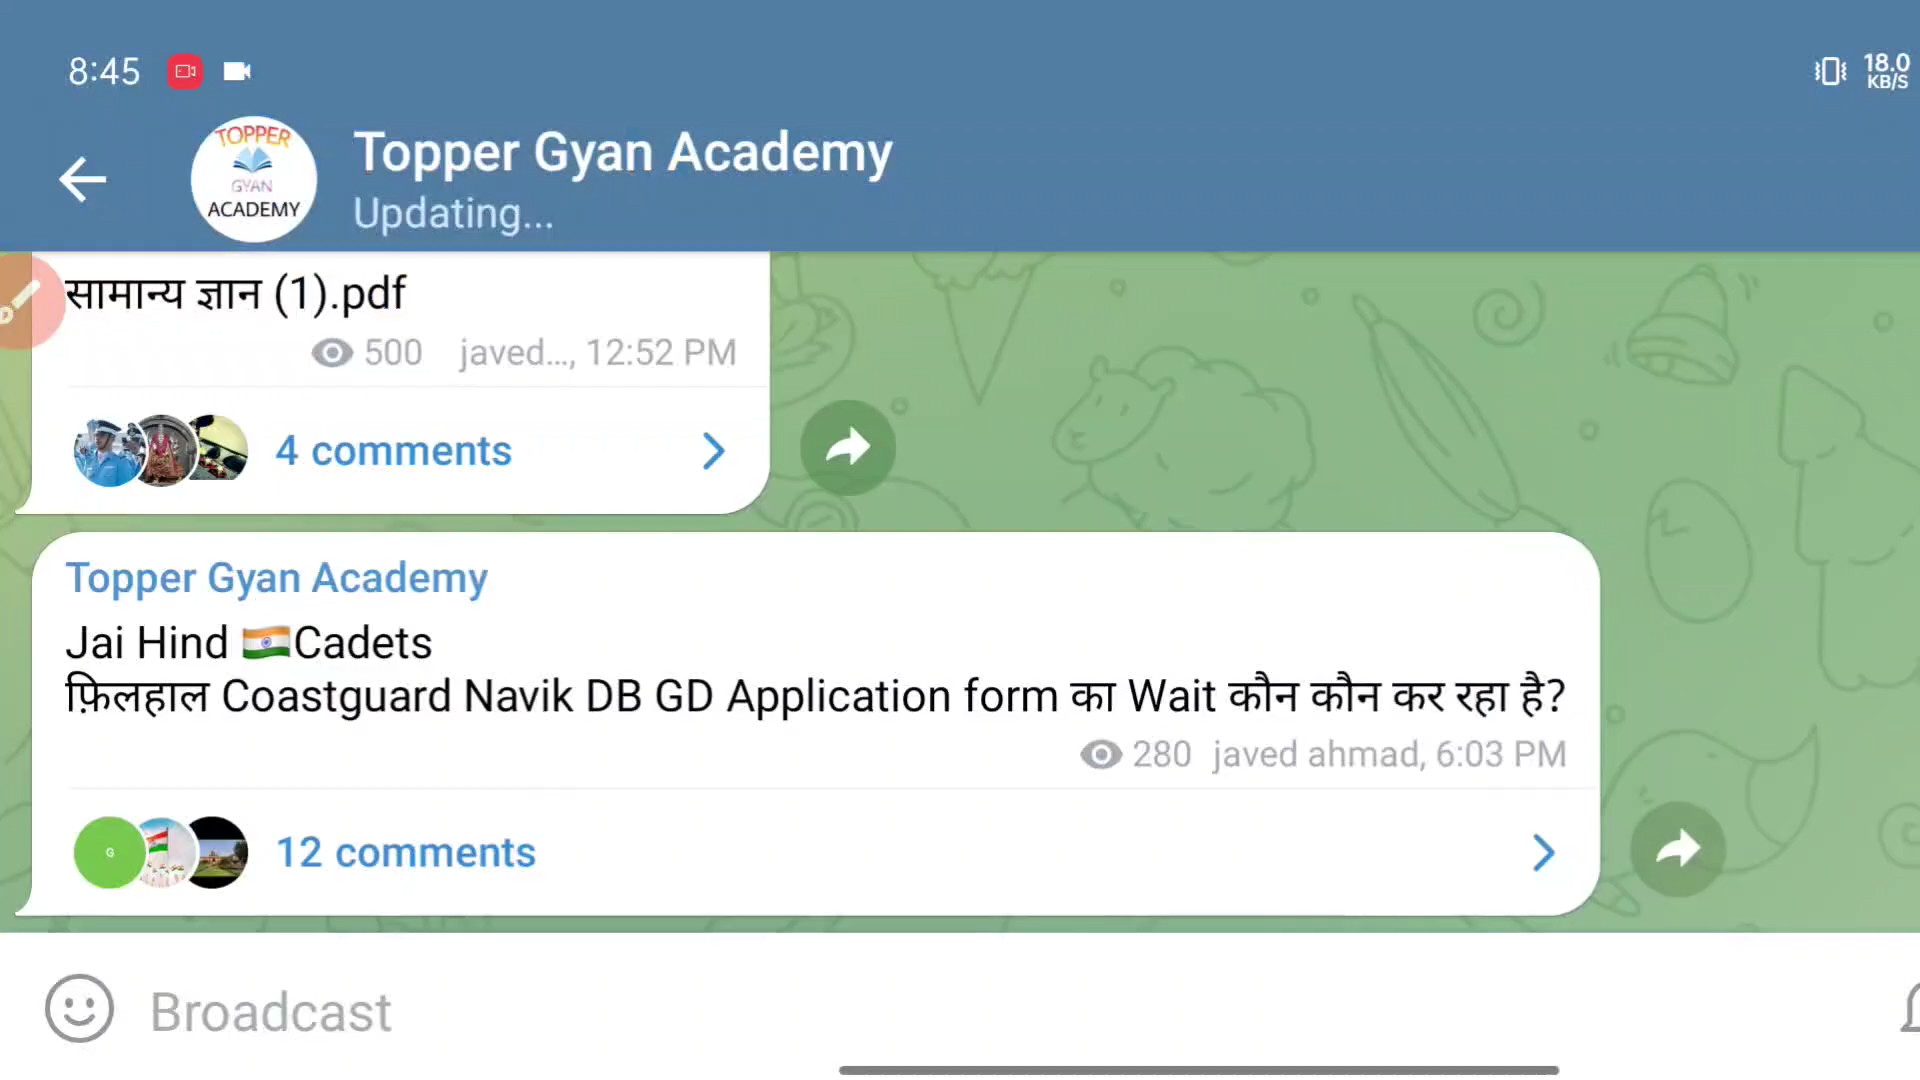 8:45
18.0
KB/S
TOPPER
GYAN
ACADEMY
Topper Gyan Academy
Updating...
सामान्य ज्ञान (1).pdf
500 javed..., 12:52 PM
4 comments
Topper Gyan Academy
Jai Hind 🇮🇳Cadets
फ़िलहाल Coastguard Navik DB GD Application form का Wait कौन कौन कर रहा है?
280 javed ahmad, 6:03 PM
G
12 comments
Broadcast